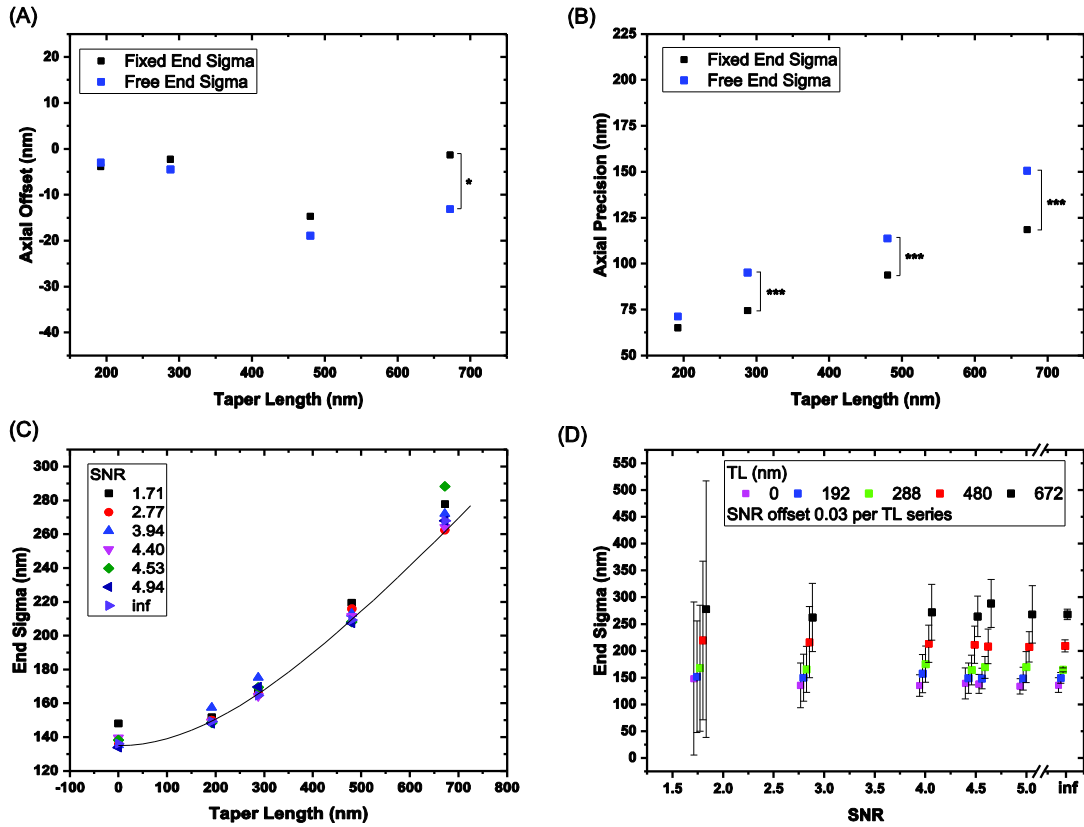 (A)
Fixed End Sigma
Free End Sigma
20
10
0
-10
-20
-30
-40
Axial Offset (nm)
*
200 300 400 500 600 700
Taper Length (nm)
(B)
Fixed End Sigma
Free End Sigma
225
200
175
150
125
100
75
50
Axial Precision (nm)
***
***
***
200 300 400 500 600 700
Taper Length (nm)
(C)
SNR
1.71
2.77
3.94
4.40
4.53
4.94
inf
300
280
260
240
220
200
180
160
140
120
End Sigma (nm)
-100 0 100 200 300 400 500 600 700 800
Taper Length (nm)
(D)
TL (nm)
0 192 288 480 672
SNR offset 0.03 per TL series
550
500
450
400
350
300
250
200
150
100
50
0
End Sigma (nm)
1.5 2.0 2.5 3.0 3.5 4.0 4.5 5.0 inf
SNR